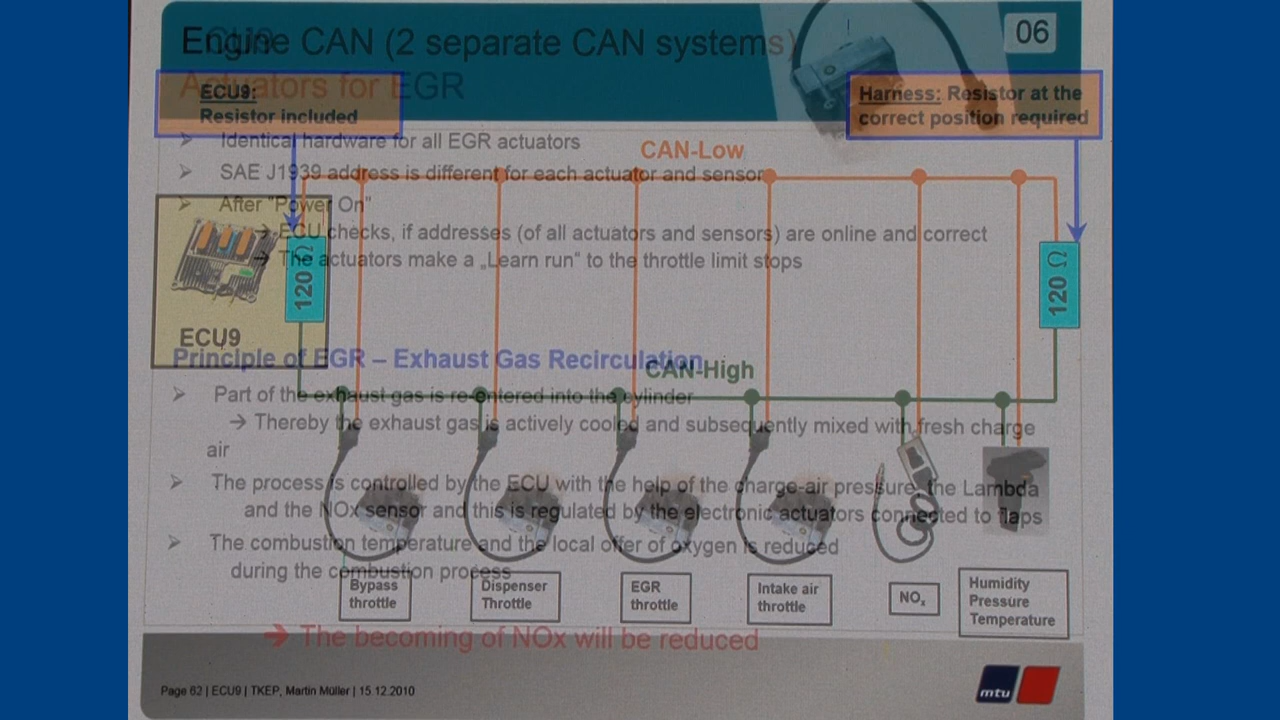 Engine CAN (2 separate CAN systems)
06
Actuators for EGR
ECU9:
Resistor included
Harness: Resistor at the
correct position required
Identical hardware for all EGR actuators
CAN-Low
SAE J1939 address is different for each actuator and sensor
After "Power On"
→ ECU checks, if addresses (of all actuators and sensors) are online and correct
→ The actuators make a „Learn run" to the throttle limit stops
120 Ω
120 Ω
ECU9
Principle of EGR – Exhaust Gas Recirculation
CAN-High
Part of the exhaust gas is re-entered into the cylinder
→ Thereby the exhaust gas is actively cooled and subsequently mixed with fresh charge
air
The process is controlled by the ECU with the help of the charge-air pressure, the Lambda
and the NOx sensor and this is regulated by the electronic actuators connected to flaps
The combustion temperature and the local offer of oxygen is reduced
during the combustion process
Bypass
throttle
Dispenser
Throttle
EGR
throttle
Intake air
throttle
NOx
Humidity
Pressure
Temperature
→ The becoming of NOx will be reduced
Page 62 | ECU9 | TKEP, Martin Müller | 15.12.2010
mtu